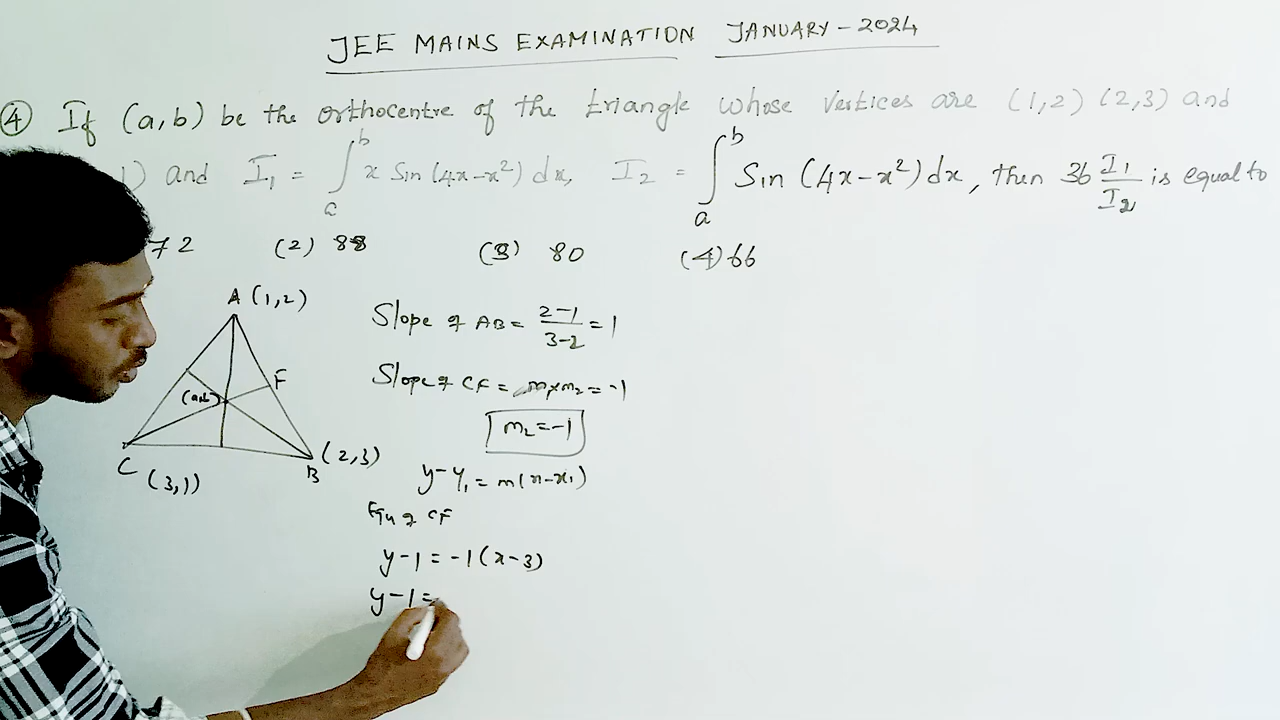 JEE MAINS EXAMINATION JANUARY - 2024
④ If (a,b) be the orthocentre of the triangle whose vertices are (1,2) (2,3) and
1) and I₁ = ∫ₐᵇ x Sin (4x-x²) dx, I₂ = ∫ₐᵇ Sin (4x-x²) dx, then 36 I₁/I₂ is equal to
72 (2) 88 (3) 80 (4) 66
A (1,2)
F
C
(3,1)
B
(2,3)
Slope of AB = 2-1/3-2 = 1
Slope of CF = m₁×m₂ = -1
m₂ = -1
y-y₁ = m(x-x₁)
Eqn of CF
y-1 = -1(x-3)
y-1 =